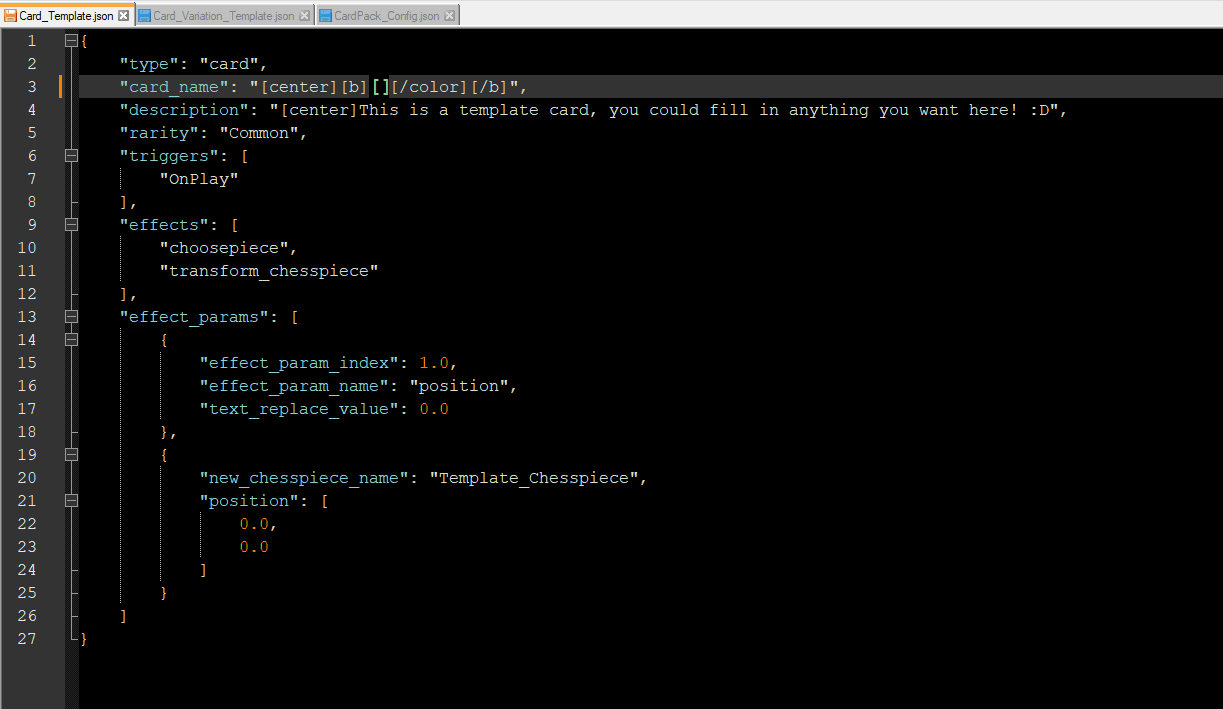 Card_Template.json Card_Variation_Template.json CardPack_Config.json
1 {
2 "type": "card",
3 "card_name": "[center][b][][/color][/b]",
4 "description": "[center]This is a template card, you could fill in anything you want here! :D",
5 "rarity": "Common",
6 "triggers": [
7 "OnPlay"
8 ],
9 "effects": [
10 "choosepiece",
11 "transform_chesspiece"
12 ],
13 "effect_params": [
14 {
15 "effect_param_index": 1.0,
16 "effect_param_name": "position",
17 "text_replace_value": 0.0
18 },
19 {
20 "new_chesspiece_name": "Template_Chesspiece",
21 "position": [
22 0.0,
23 0.0
24 ]
25 }
26 ]
27 }